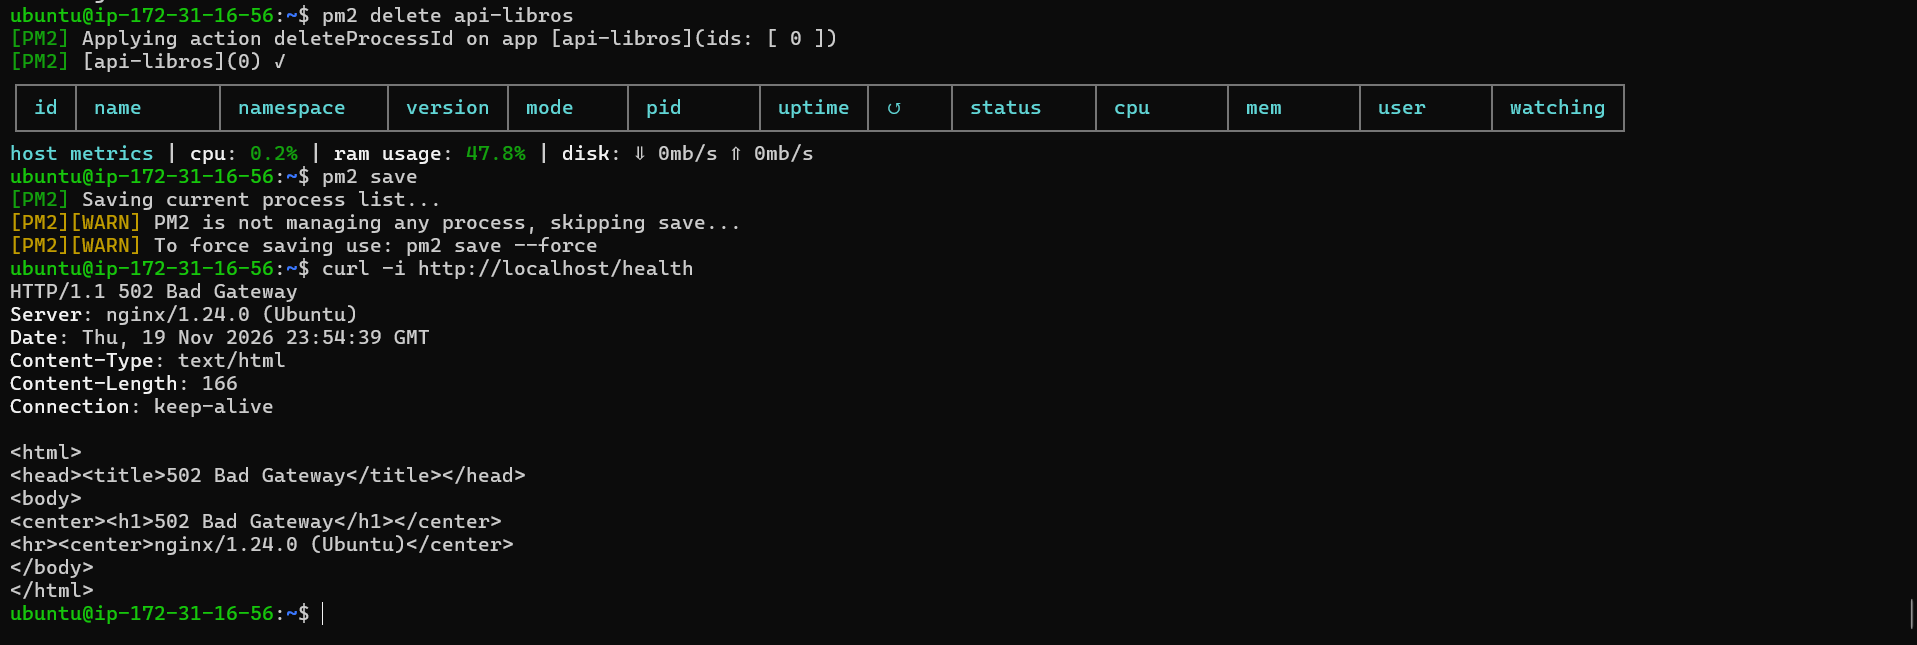 ubuntu@ip-172-31-16-56:~$ pm2 delete api-libros
[PM2] Applying action deleteProcessId on app [api-libros](ids: [ 0 ])
[PM2] [api-libros](0) ✓
id name namespace version mode pid uptime ↺ status cpu mem user watching
host metrics | cpu: 0.2% | ram usage: 47.8% | disk: ⇓ 0mb/s ⇑ 0mb/s
ubuntu@ip-172-31-16-56:~$ pm2 save
[PM2] Saving current process list...
[PM2][WARN] PM2 is not managing any process, skipping save...
[PM2][WARN] To force saving use: pm2 save --force
ubuntu@ip-172-31-16-56:~$ curl -i http://localhost/health
HTTP/1.1 502 Bad Gateway
Server: nginx/1.24.0 (Ubuntu)
Date: Thu, 19 Nov 2026 23:54:39 GMT
Content-Type: text/html
Content-Length: 166
Connection: keep-alive
<html>
<head><title>502 Bad Gateway</title></head>
<body>
<center><h1>502 Bad Gateway</h1></center>
<hr><center>nginx/1.24.0 (Ubuntu)</center>
</body>
</html>
ubuntu@ip-172-31-16-56:~$